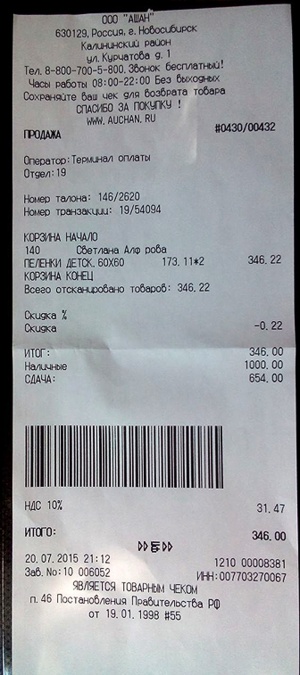 ООО "АШАН"
630129, Россия, г. Новосибирск
Калининский район
ул. Курчатова д. 1
Тел. 8-800-700-5-800. Звонок бесплатный!
Часы работы 08:00-22:00 Без выходных
Сохраняйте ваш чек для возврата товара
СПАСИБО ЗА ПОКУПКУ !
WWW.AUCHAN.RU
ПРОДАЖА #0430/00432
Оператор:Терминал оплаты
Отдел:19
Номер талона: 146/2620
Номер транзакции: 19/54094
КОРЗИНА НАЧАЛО
140 Светлана Алф рова
ПЕЛЕНКИ ДЕТСК.60Х60 173.11*2 346.22
КОРЗИНА КОНЕЦ
Всего отсканировано товаров: 346.22
Скидка %
Скидка -0.22
ИТОГ: 346.00
Наличные 1000.00
СДАЧА: 654.00
НДС 10% 31.47
ИТОГО: 346.00
20.07.2015 21:12 1210 00008381
Зав. No:10 006052 ИНН:007703270067
ЯВЛЯЕТСЯ ТОВАРНЫМ ЧЕКОМ
п. 46 Постановления Правительства РФ
от 19.01.1998 #55